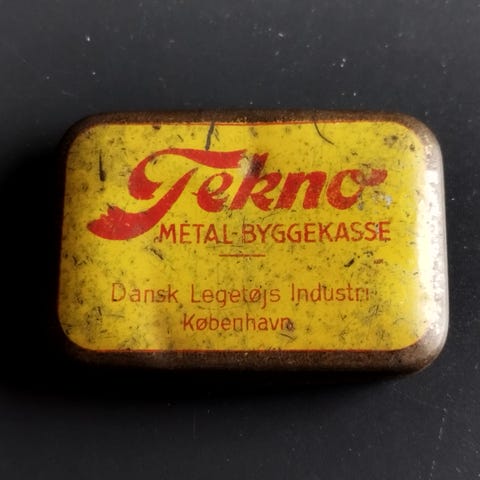 Tekno
METAL-BYGGEKASSE
Dansk Legetøjs Industri
København